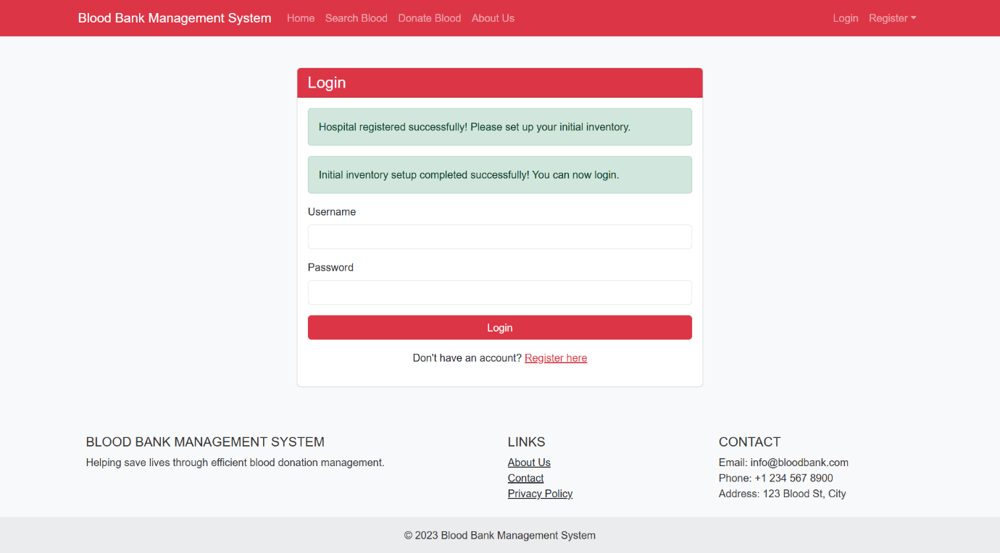 Blood Bank Management System Home Search Blood Donate Blood About Us Login Register
Login
Hospital registered successfully! Please set up your initial inventory.
Initial inventory setup completed successfully! You can now login.
Username
Password
Login
Don't have an account? Register here
BLOOD BANK MANAGEMENT SYSTEM
Helping save lives through efficient blood donation management.
LINKS
About Us
Contact
Privacy Policy
CONTACT
Email: info@bloodbank.com
Phone: +1 234 567 8900
Address: 123 Blood St, City
© 2023 Blood Bank Management System